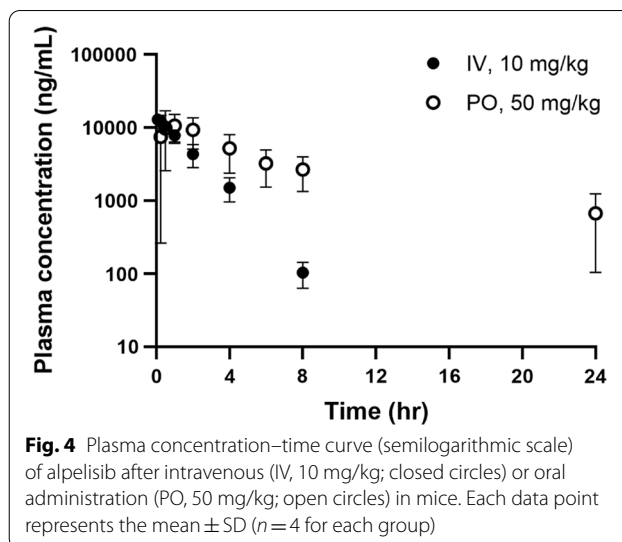 100000
10000
1000
100
10
Plasma concentration (ng/mL)
IV, 10 mg/kg
PO, 50 mg/kg
0 4 8 12 16 20 24
Time (hr)
Fig. 4 Plasma concentration–time curve (semilogarithmic scale)
of alpelisib after intravenous (IV, 10 mg/kg; closed circles) or oral
administration (PO, 50 mg/kg; open circles) in mice. Each data point
represents the mean ± SD (n = 4 for each group)